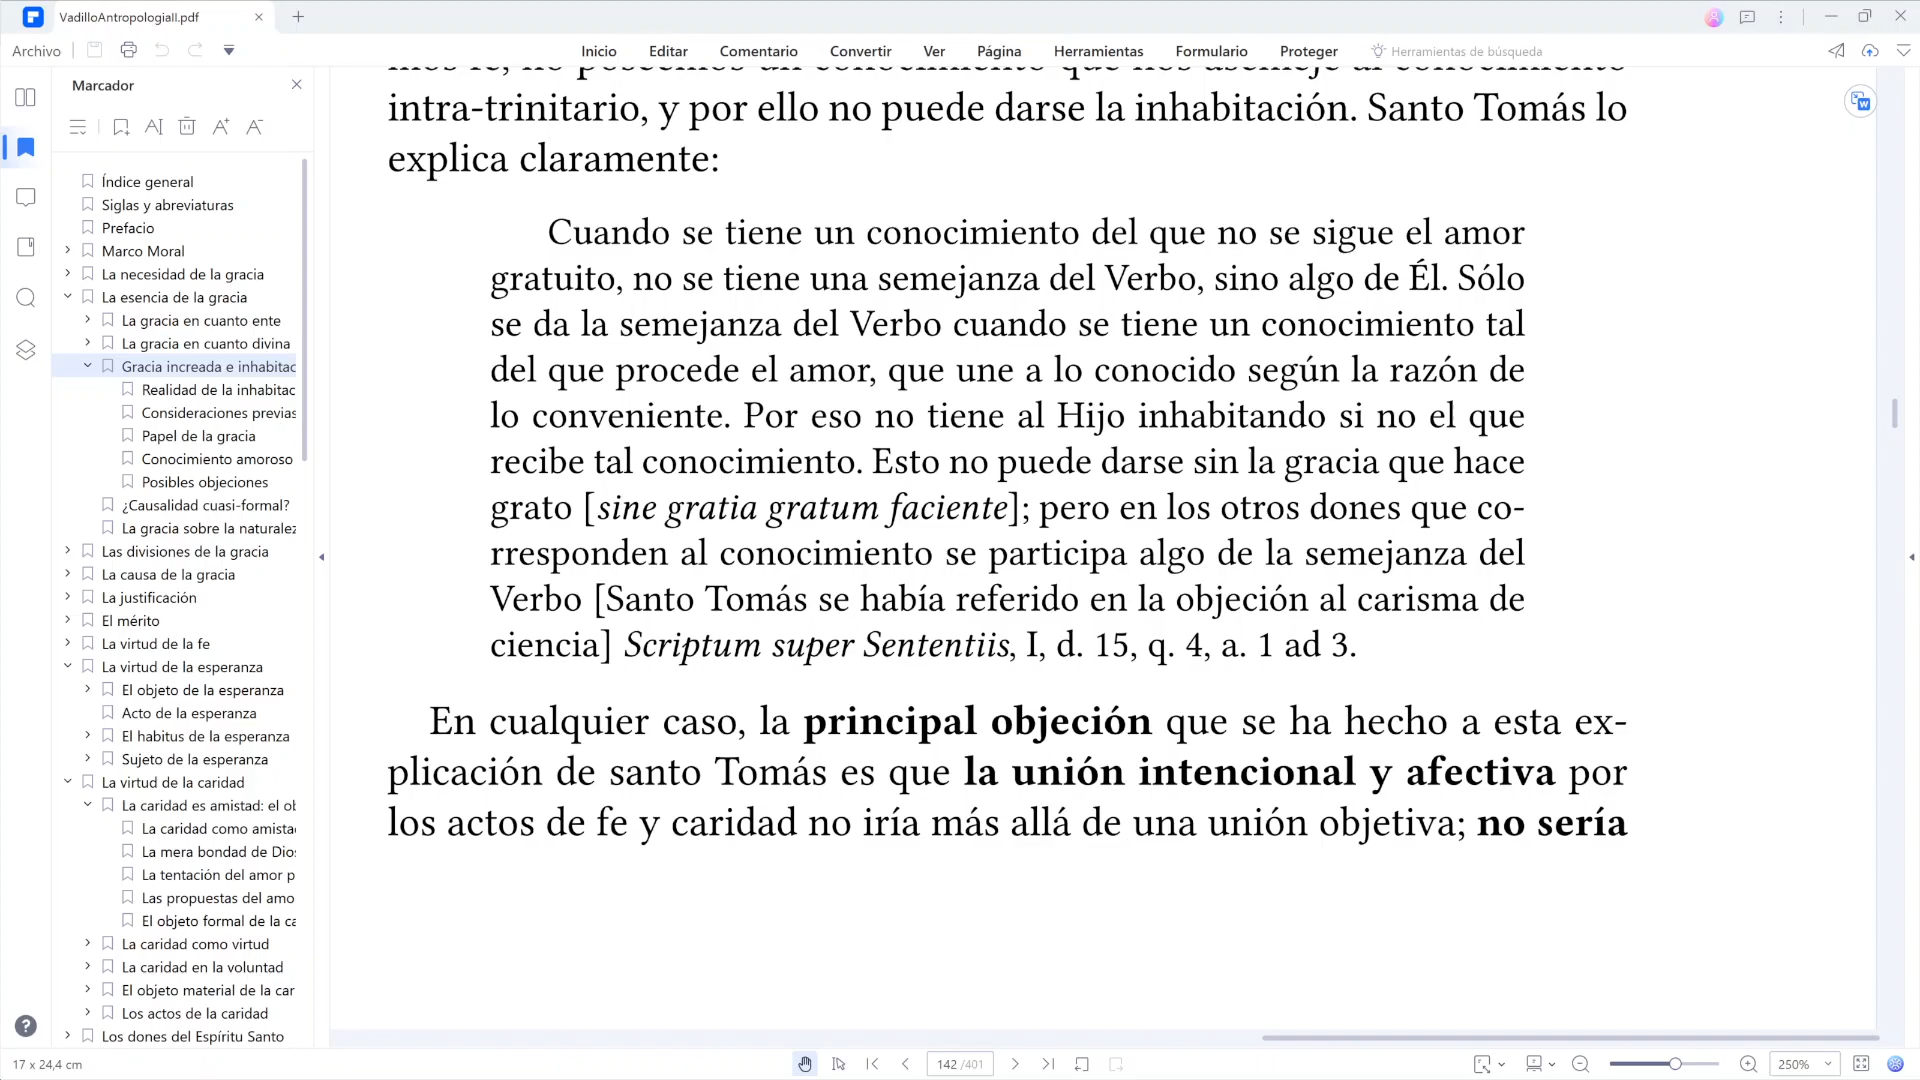 VadilloAntropologiaII.pdf
Archivo
Inicio
Editar
Comentario
Convertir
Ver
Página
Herramientas
Formulario
Proteger
Herramientas de búsqueda
Marcador
Índice general
Siglas y abreviaturas
Prefacio
Marco Moral
La necesidad de la gracia
La esencia de la gracia
La gracia en cuanto ente
La gracia en cuanto divina
Gracia increada e inhabitac
Realidad de la inhabitac
Consideraciones previas
Papel de la gracia
Conocimiento amoroso
Posibles objeciones
¿Causalidad cuasi-formal?
La gracia sobre la naturalez
Las divisiones de la gracia
La causa de la gracia
La justificación
El mérito
La virtud de la fe
La virtud de la esperanza
El objeto de la esperanza
Acto de la esperanza
El habitus de la esperanza
Sujeto de la esperanza
La virtud de la caridad
La caridad es amistad: el ob
La caridad como amista
La mera bondad de Dios
La tentación del amor p
Las propuestas del amo
El objeto formal de la ca
La caridad como virtud
La caridad en la voluntad
El objeto material de la car
Los actos de la caridad
Los dones del Espíritu Santo
mos fe, no poseemos un conocimiento que nos asemeje al conocimiento
intra-trinitario, y por ello no puede darse la inhabitación. Santo Tomás lo
explica claramente:
Cuando se tiene un conocimiento del que no se sigue el amor
gratuito, no se tiene una semejanza del Verbo, sino algo de Él. Sólo
se da la semejanza del Verbo cuando se tiene un conocimiento tal
del que procede el amor, que une a lo conocido según la razón de
lo conveniente. Por eso no tiene al Hijo inhabitando si no el que
recibe tal conocimiento. Esto no puede darse sin la gracia que hace
grato [sine gratia gratum faciente]; pero en los otros dones que co-
rresponden al conocimiento se participa algo de la semejanza del
Verbo [Santo Tomás se había referido en la objeción al carisma de
ciencia] Scriptum super Sententiis, I, d. 15, q. 4, a. 1 ad 3.
En cualquier caso, la principal objeción que se ha hecho a esta ex-
plicación de santo Tomás es que la unión intencional y afectiva por
los actos de fe y caridad no iría más allá de una unión objetiva; no sería
17 x 24,4 cm
142 /401
250%